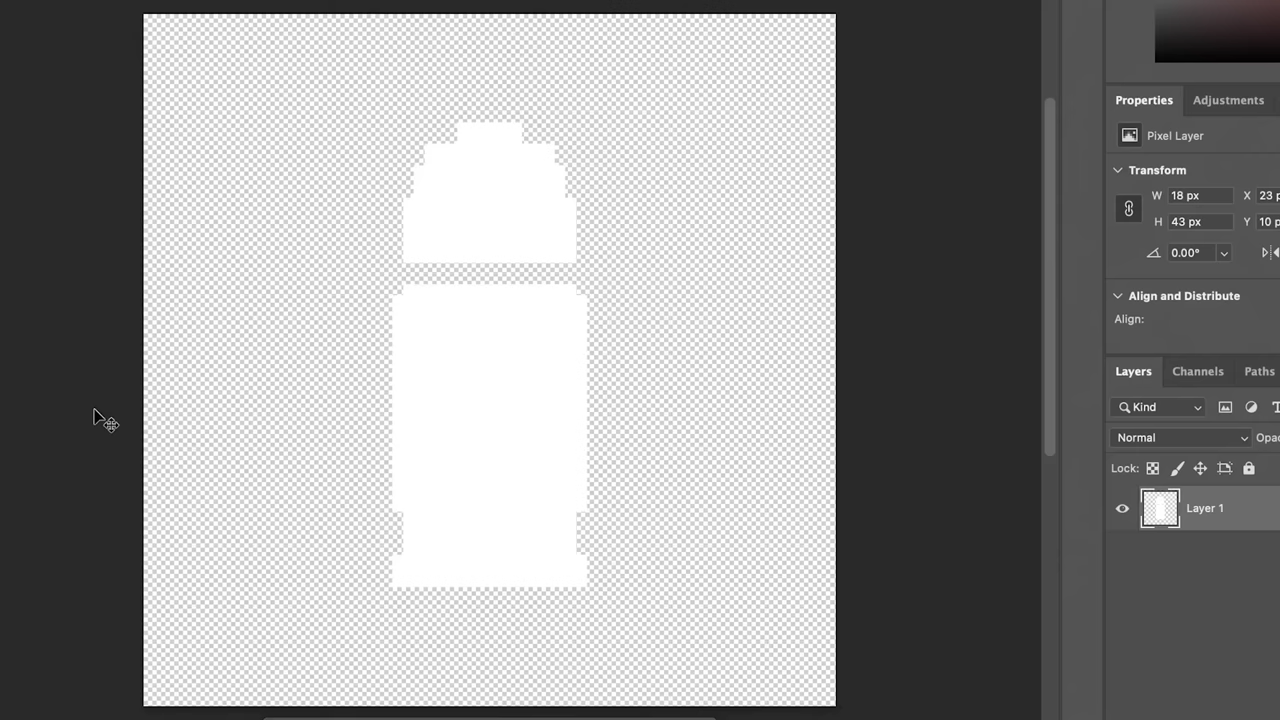 Properties Adjustments
Pixel Layer
Transform
W 18 px X 23 p
H 43 px Y 10 p
0.00°
Align and Distribute
Align:
Layers Channels Paths
Kind
Normal Opac
Lock:
Layer 1